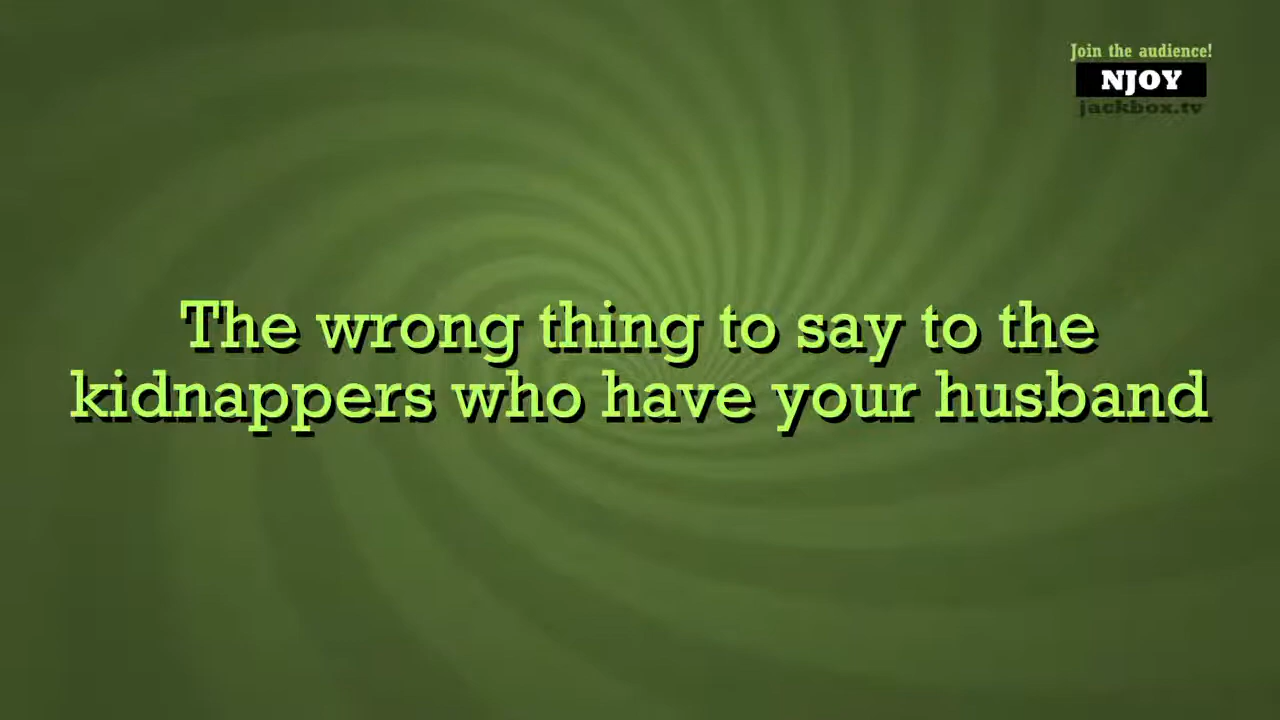 Join the audience!
NJOY
jackbox.tv
The wrong thing to say to the
kidnappers who have your husband